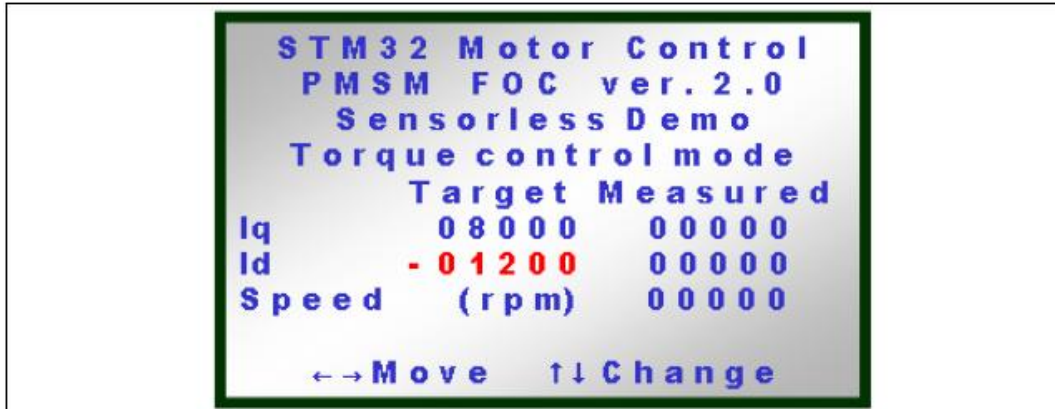 STM32 Motor Control
PMSM FOC ver.2.0
Sensorless Demo
Torque control mode
Target Measured
Iq 08000 00000
Id -01200 00000
Speed (rpm) 00000
←→Move ↑↓Change